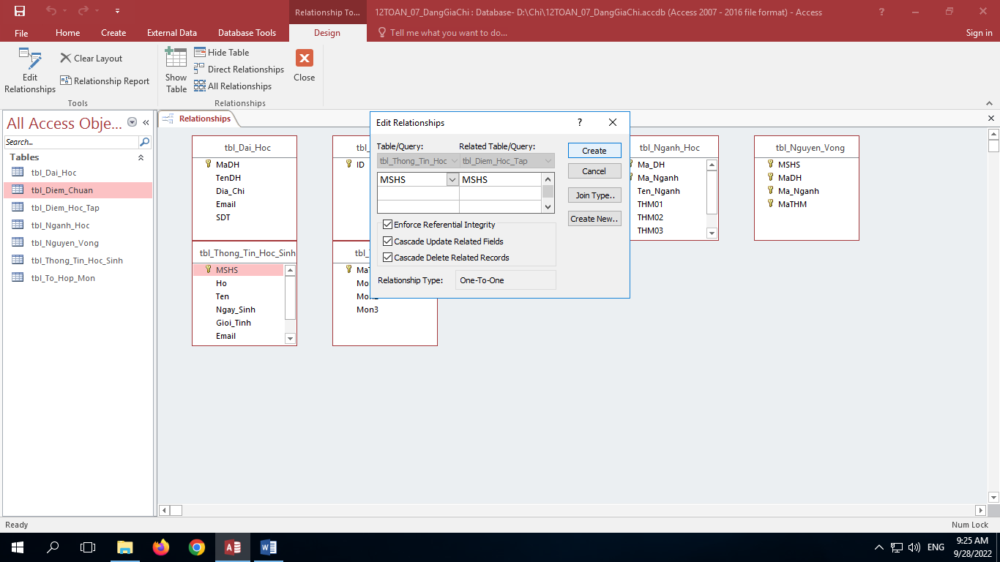 Relationship To...
12TOAN_07_DangGiaChi : Database- D:\Chi\12TOAN_07_DangGiaChi.accdb (Access 2007 - 2016 file format) - Access
File
Home
Create
External Data
Database Tools
Design
Tell me what you want to do...
Sign in
Edit
Relationships
Clear Layout
Relationship Report
Tools
Show
Table
Hide Table
Direct Relationships
All Relationships
Relationships
Close
All Access Obje...
Search...
Tables
tbl_Dai_Hoc
tbl_Diem_Chuan
tbl_Diem_Hoc_Tap
tbl_Nganh_Hoc
tbl_Nguyen_Vong
tbl_Thong_Tin_Hoc_Sinh
tbl_To_Hop_Mon
Relationships
tbl_Dai_Hoc
MaDH
TenDH
Dia_Chi
Email
SDT
tbl_Thong_Tin_Hoc_Sinh
MSHS
Ho
Ten
Ngay_Sinh
Gioi_Tinh
Email
ID
Mon3
Edit Relationships
?
Table/Query:
Related Table/Query:
tbl_Thong_Tin_Hoc
tbl_Diem_Hoc_Tap
MSHS
MSHS
Enforce Referential Integrity
Cascade Update Related Fields
Cascade Delete Related Records
Relationship Type:
One-To-One
Create
Cancel
Join Type..
Create New..
tbl_Nganh_Hoc
Ma_DH
Ma_Nganh
Ten_Nganh
THM01
THM02
THM03
tbl_Nguyen_Vong
MSHS
MaDH
Ma_Nganh
MaTHM
Ready
Num Lock
ENG
9:25 AM
9/28/2022